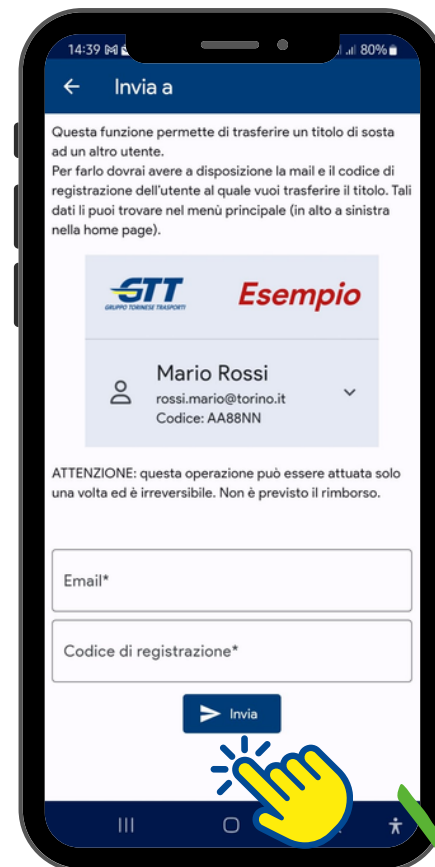 14:39
80%
Invia a
Questa funzione permette di trasferire un titolo di sosta
ad un altro utente.
Per farlo dovrai avere a disposizione la mail e il codice di
registrazione dell'utente al quale vuoi trasferire il titolo. Tali
dati li puoi trovare nel menù principale (in alto a sinistra
nella home page).
GTT
GRUPPO TORINESE TRASPORTI
Esempio
Mario Rossi
rossi.mario@torino.it
Codice: AA88NN
ATTENZIONE: questa operazione può essere attuata solo
una volta ed è irreversibile. Non è previsto il rimborso.
Email*
Codice di registrazione*
Invia